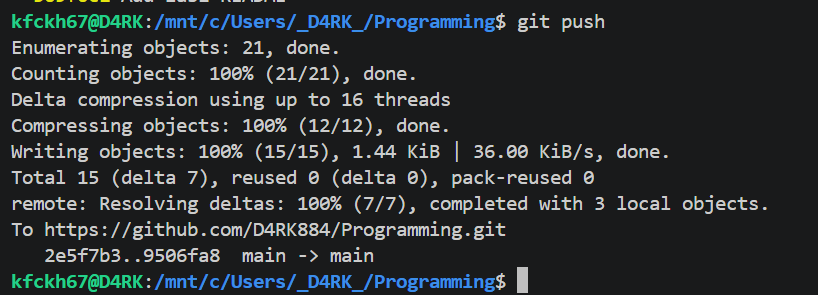 kfckh67@D4RK:/mnt/c/Users/_D4RK_/Programming$ git push
Enumerating objects: 21, done.
Counting objects: 100% (21/21), done.
Delta compression using up to 16 threads
Compressing objects: 100% (12/12), done.
Writing objects: 100% (15/15), 1.44 KiB | 36.00 KiB/s, done.
Total 15 (delta 7), reused 0 (delta 0), pack-reused 0
remote: Resolving deltas: 100% (7/7), completed with 3 local objects.
To https://github.com/D4RK884/Programming.git
   2e5f7b3..9506fa8  main -> main
kfckh67@D4RK:/mnt/c/Users/_D4RK_/Programming$